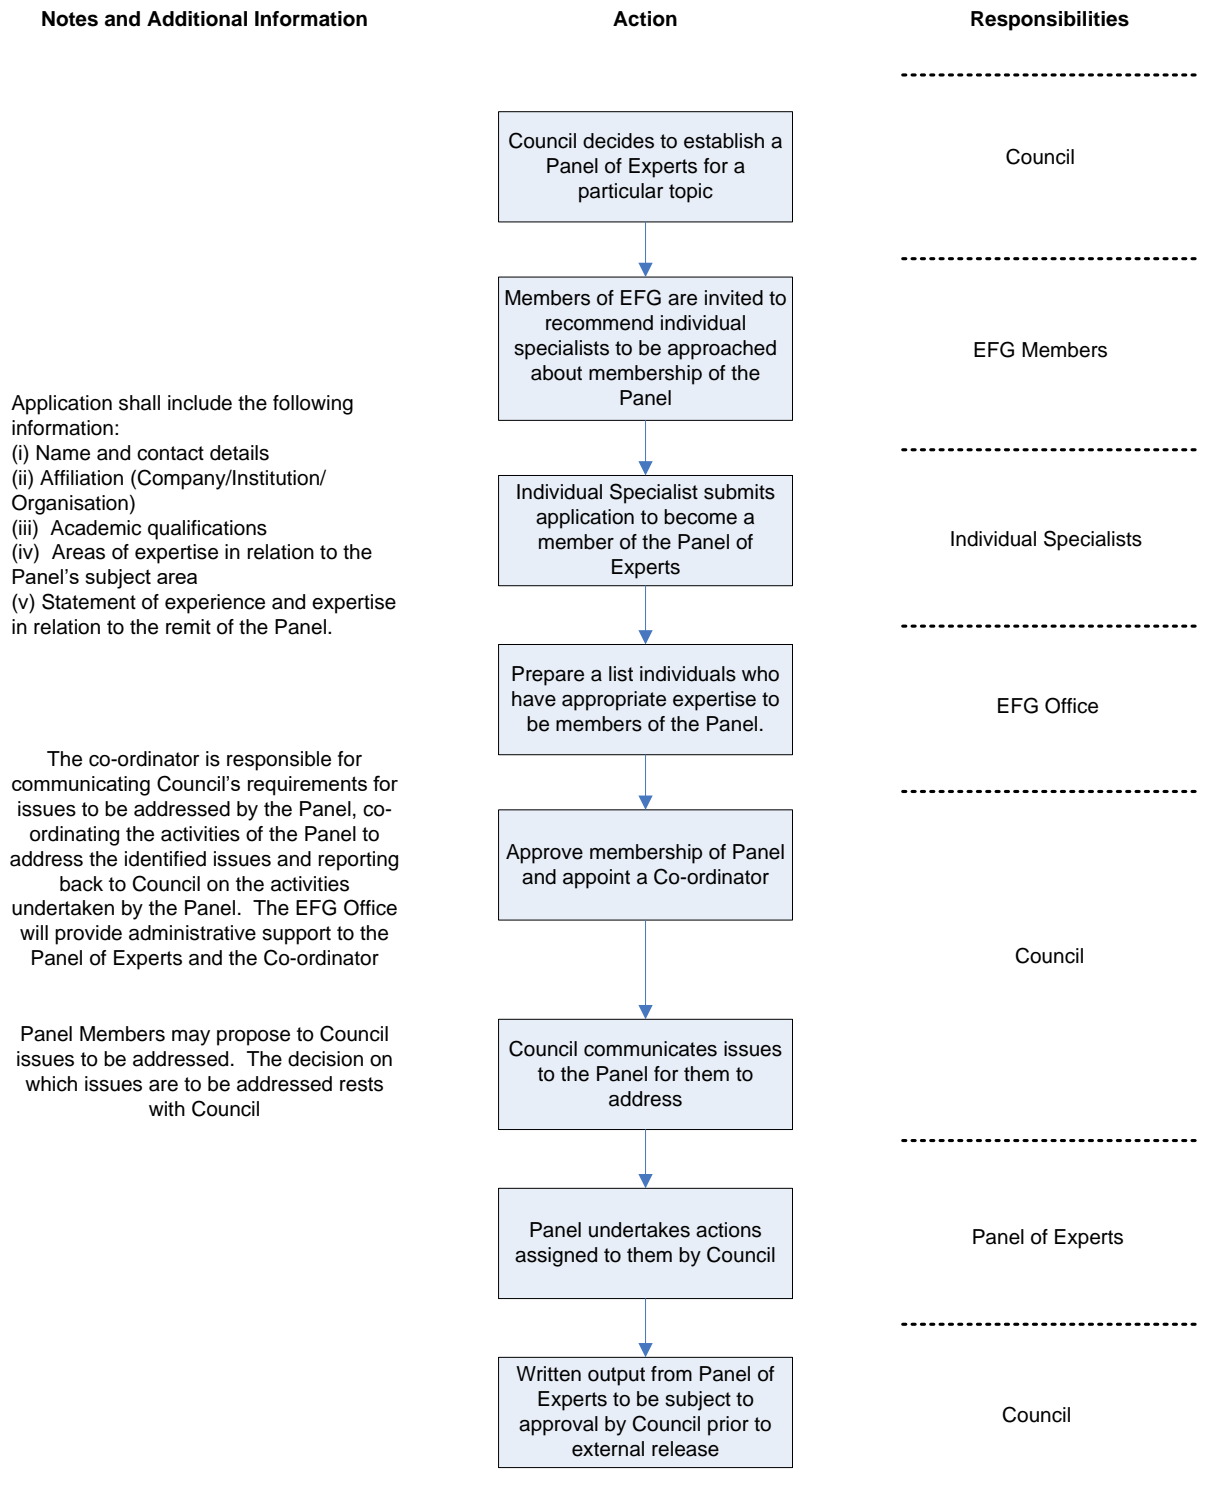 Notes and Additional Information
Action
Responsibilities
Council decides to establish a
Panel of Experts for a
particular topic
Council
Members of EFG are invited to
recommend individual
specialists to be approached
about membership of the
Panel
EFG Members
Application shall include the following
information:
(i) Name and contact details
(ii) Affiliation (Company/Institution/
Organisation)
(iii)  Academic qualifications
(iv)  Areas of expertise in relation to the
Panel’s subject area
(v) Statement of experience and expertise
in relation to the remit of the Panel.
Individual Specialist submits
application to become a
member of the Panel of
Experts
Individual Specialists
Prepare a list individuals who
have appropriate expertise to
be members of the Panel.
EFG Office
The co-ordinator is responsible for
communicating Council’s requirements for
issues to be addressed by the Panel, co-
ordinating the activities of the Panel to
address the identified issues and reporting
back to Council on the activities
undertaken by the Panel.  The EFG Office
will provide administrative support to the
Panel of Experts and the Co-ordinator
Approve membership of Panel
and appoint a Co-ordinator
Council
Panel Members may propose to Council
issues to be addressed.  The decision on
which issues are to be addressed rests
with Council
Council communicates issues
to the Panel for them to
address
Panel undertakes actions
assigned to them by Council
Panel of Experts
Written output from Panel of
Experts to be subject to
approval by Council prior to
external release
Council